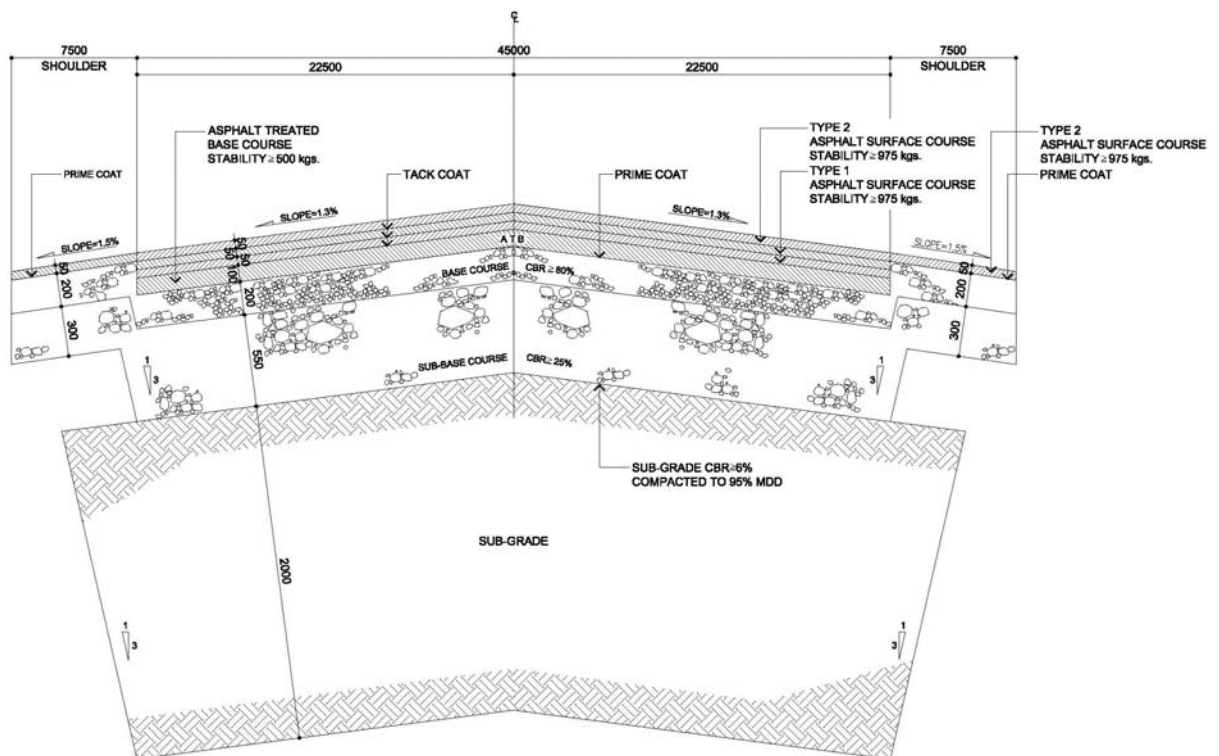 ℄
7500
45000
7500
SHOULDER
22500
22500
SHOULDER
ASPHALT TREATED
BASE COURSE
STABILITY ≥ 500 kgs.
TYPE 2
ASPHALT SURFACE COURSE
STABILITY ≥ 975 kgs.
TYPE 2
ASPHALT SURFACE COURSE
STABILITY ≥ 975 kgs.
PRIME COAT
TACK COAT
PRIME COAT
TYPE 1
ASPHALT SURFACE COURSE
STABILITY ≥ 975 kgs.
PRIME COAT
SLOPE=1.3%
SLOPE=1.3%
SLOPE=1.5%
SLOPE=1.5%
A T B
50
50
50
50
50
100
200
200
200
300
300
550
BASE COURSE
CBR ≥ 80%
SUB-BASE COURSE
CBR ≥ 25%
1
3
1
3
SUB-GRADE CBR ≥ 6%
COMPACTED TO 95% MDD
SUB-GRADE
2000
1
3
1
3